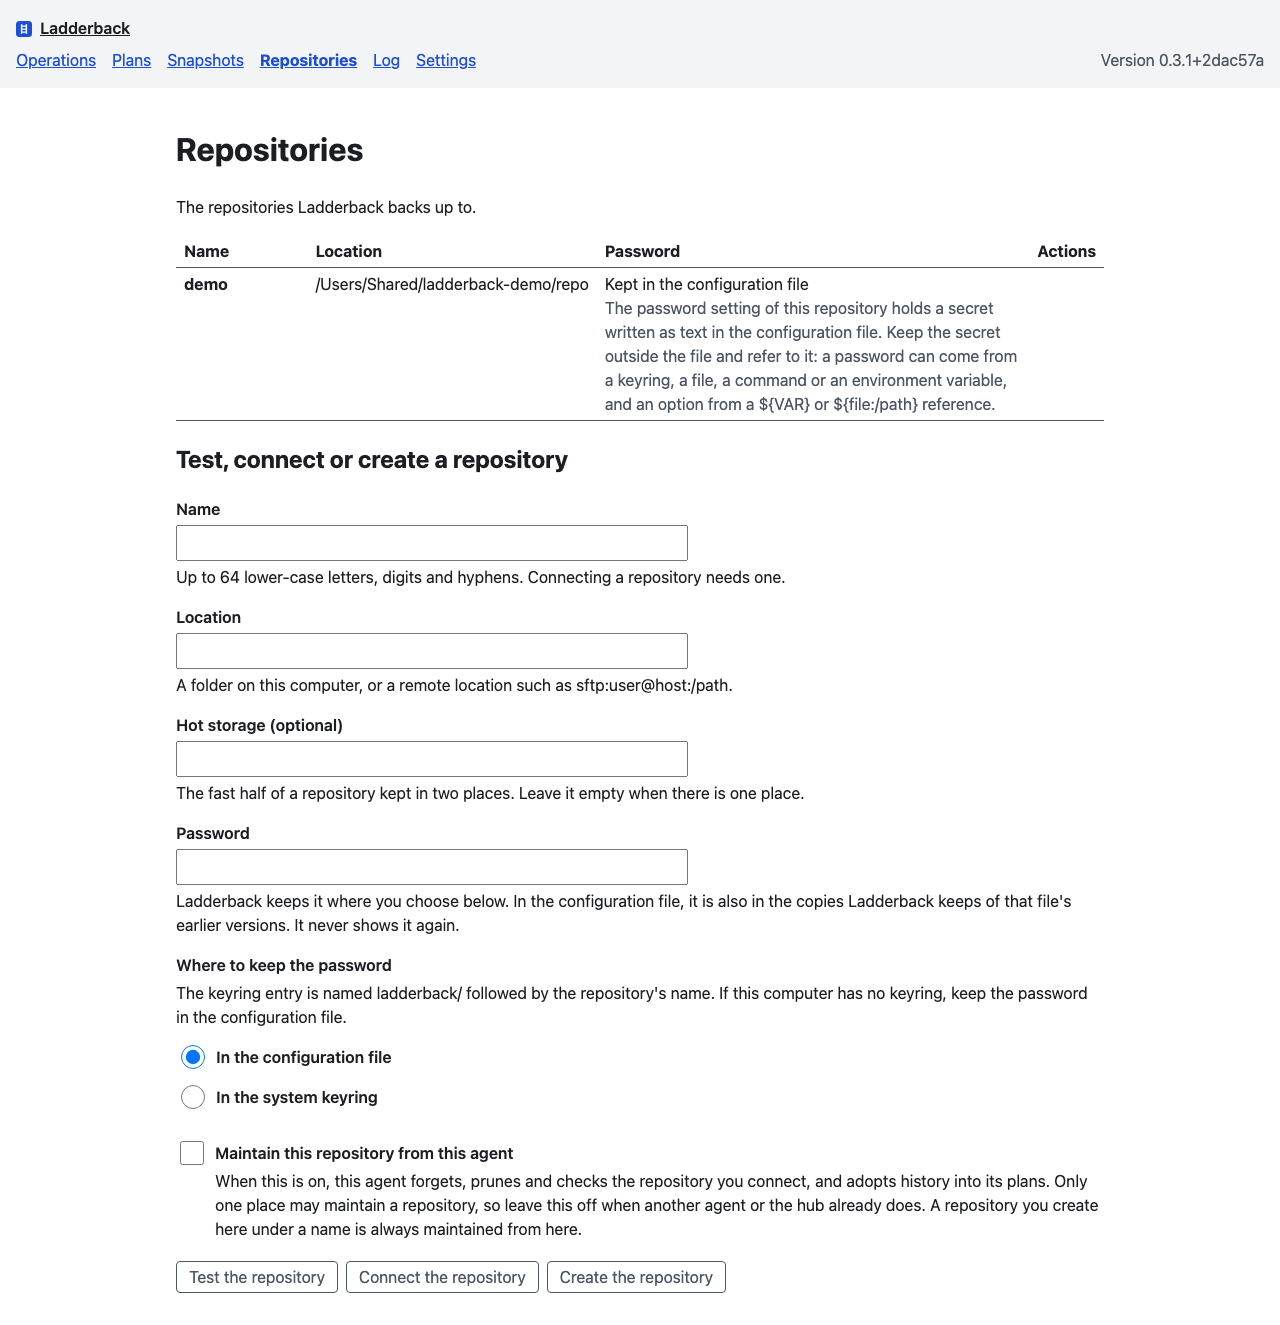 Ladderback
Operations Plans Snapshots Repositories Log Settings Version 0.3.1+2dac57a
Repositories
The repositories Ladderback backs up to.
Name Location Password Actions
demo /Users/Shared/ladderback-demo/repo Kept in the configuration file
The password setting of this repository holds a secret
written as text in the configuration file. Keep the secret
outside the file and refer to it: a password can come from
a keyring, a file, a command or an environment variable,
and an option from a ${VAR} or ${file:/path} reference.
Test, connect or create a repository
Name
Up to 64 lower-case letters, digits and hyphens. Connecting a repository needs one.
Location
A folder on this computer, or a remote location such as sftp:user@host:/path.
Hot storage (optional)
The fast half of a repository kept in two places. Leave it empty when there is one place.
Password
Ladderback keeps it where you choose below. In the configuration file, it is also in the copies Ladderback keeps of that file's
earlier versions. It never shows it again.
Where to keep the password
The keyring entry is named ladderback/ followed by the repository's name. If this computer has no keyring, keep the password
in the configuration file.
In the configuration file
In the system keyring
Maintain this repository from this agent
When this is on, this agent forgets, prunes and checks the repository you connect, and adopts history into its plans. Only
one place may maintain a repository, so leave this off when another agent or the hub already does. A repository you create
here under a name is always maintained from here.
Test the repository Connect the repository Create the repository